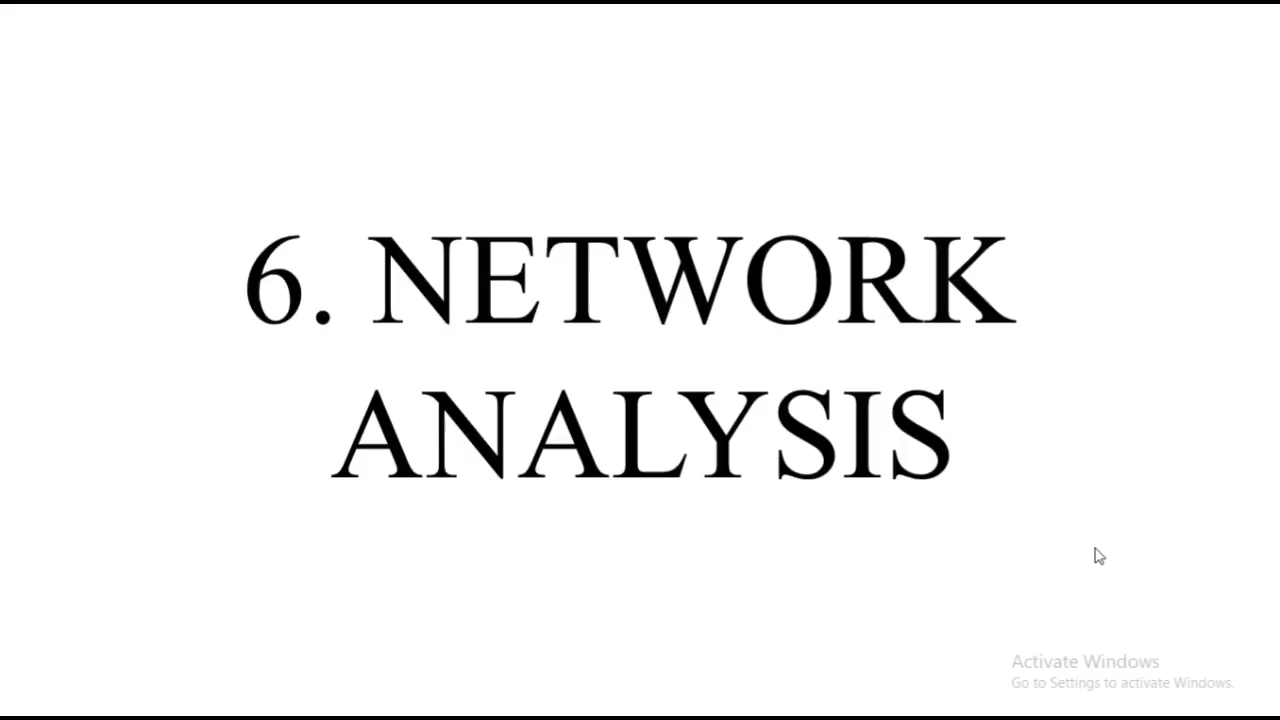 6. NETWORK
ANALYSIS
Activate Windows
Go to Settings to activate Windows.